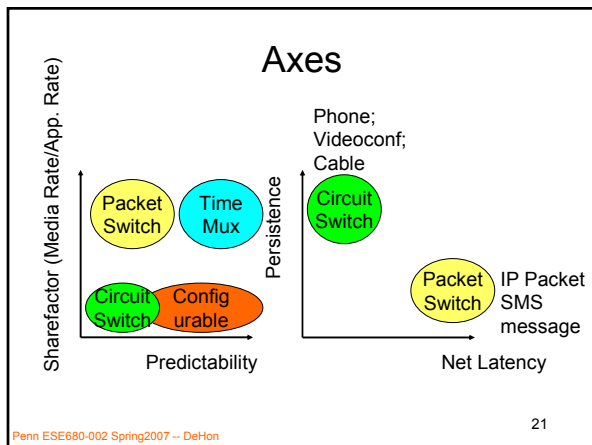 Axes
Sharefactor (Media Rate/App. Rate)
Packet
Switch
Time
Mux
Circuit
Switch
Config
urable
Predictability
Phone;
Videoconf;
Cable
Persistence
Circuit
Switch
Packet
Switch
IP Packet
SMS
message
Net Latency
Penn ESE680-002 Spring2007 -- DeHon
21